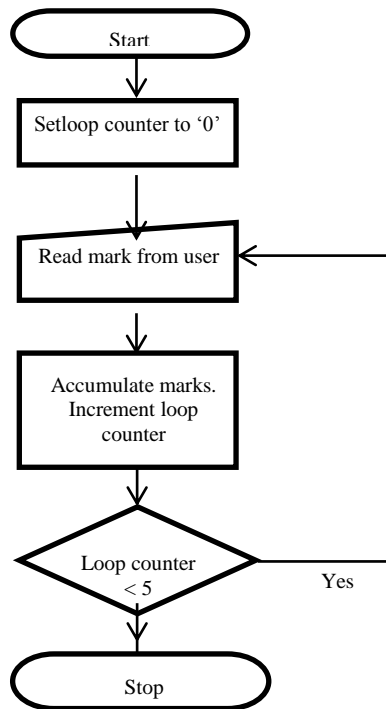 Start
Setloop counter to ‘0’
Read mark from user
Accumulate marks.
Increment loop
counter
Loop counter
< 5
Yes
Stop